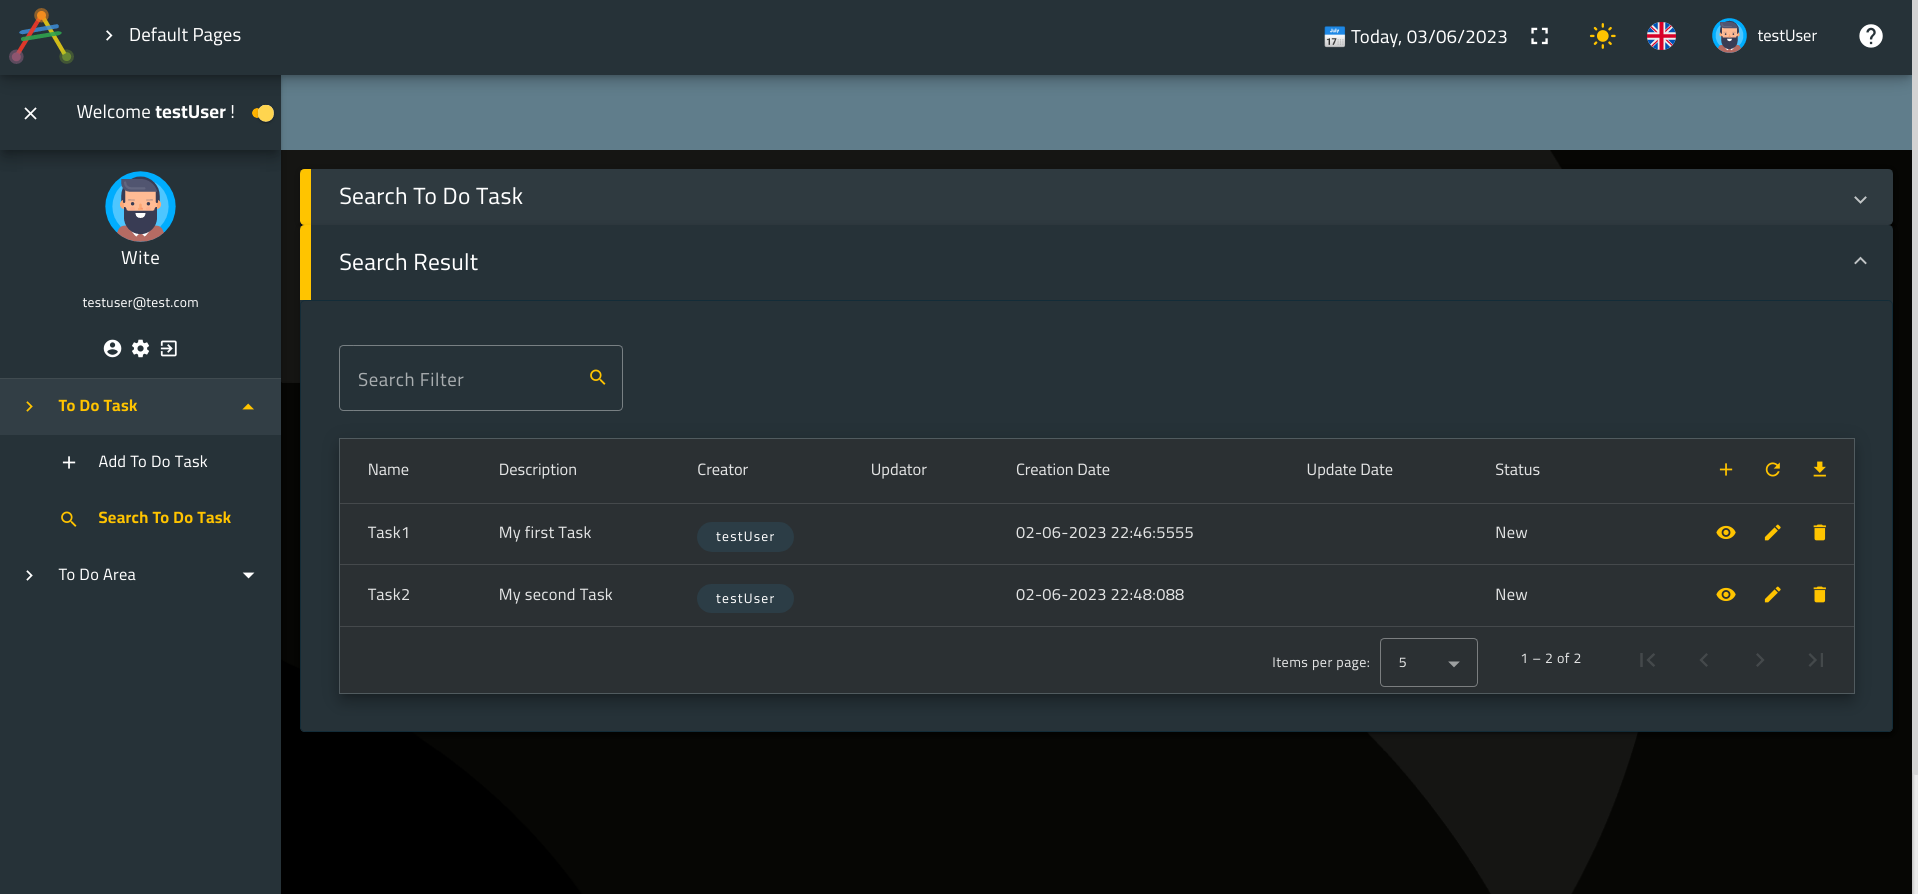 Default Pages
July
17
Today, 03/06/2023
testUser
Welcome testUser !
Wite
testuser@test.com
To Do Task
Add To Do Task
Search To Do Task
To Do Area
Search To Do Task
Search Result
Search Filter
Name Description Creator Updator Creation Date Update Date Status
Task1 My first Task testUser 02-06-2023 22:46:5555 New
Task2 My second Task testUser 02-06-2023 22:48:088 New
Items per page: 5 1 – 2 of 2